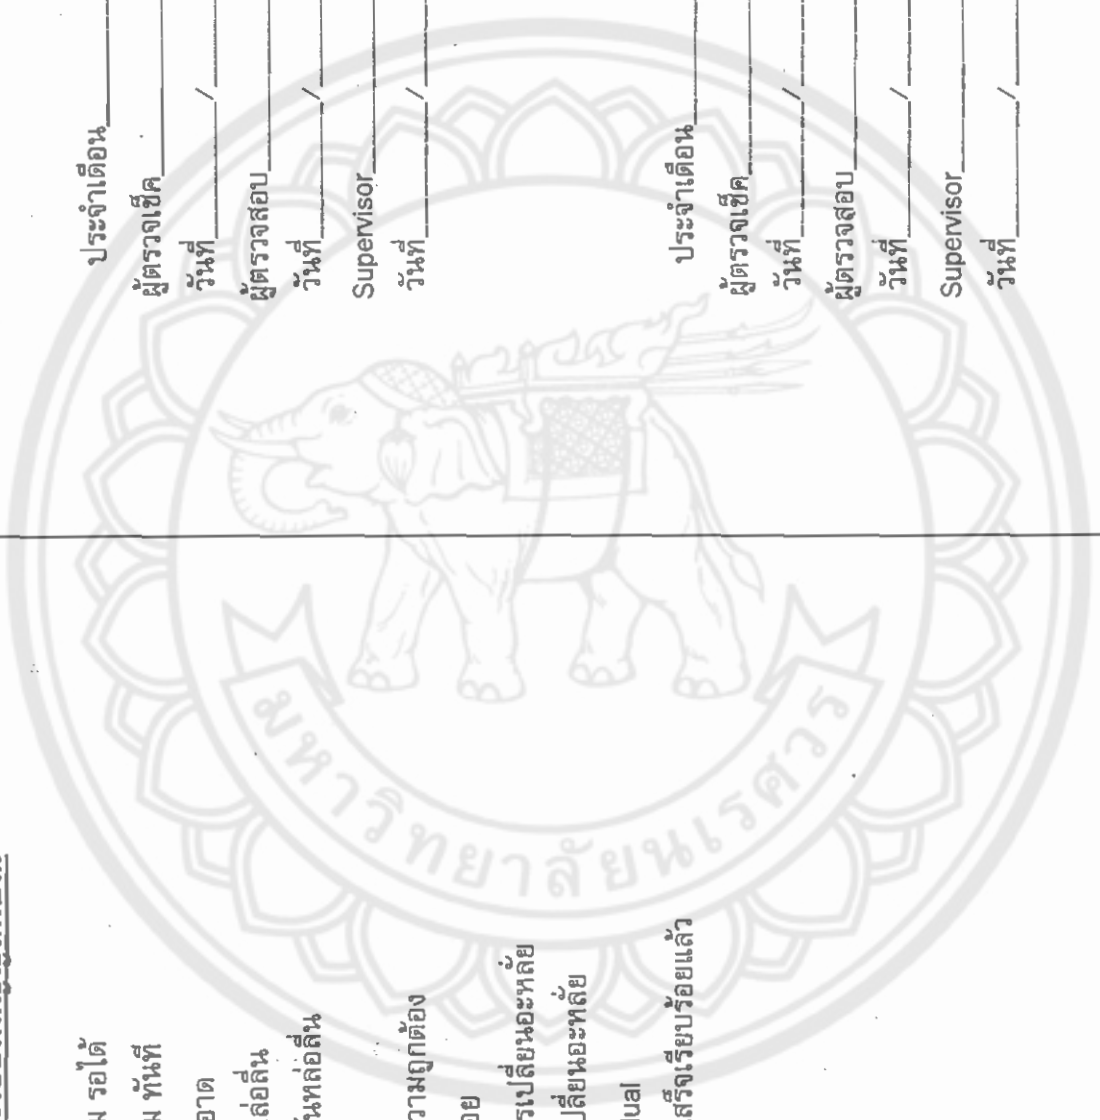 ม รอได้
ม ทันที
อาด
ล่อลื่น
ันหล่อลื่น
วามถูกต้อง
อย
รเปลี่ยนอะหลั่ย
ปลี่ยนอะหลั่ย
ual
สร็จเรียบร้อยแล้ว
ประจำเดือน
ผู้ตรวจเช็ค
วันที่ /
ผู้ตรวจสอบ
วันที่ /
Supervisor
วันที่ /
ประจำเดือน
ผู้ตรวจเช็ค
วันที่ /
ผู้ตรวจสอบ
วันที่ /
Supervisor
วันที่ /
มหาวิทยาลัยนเรศวร